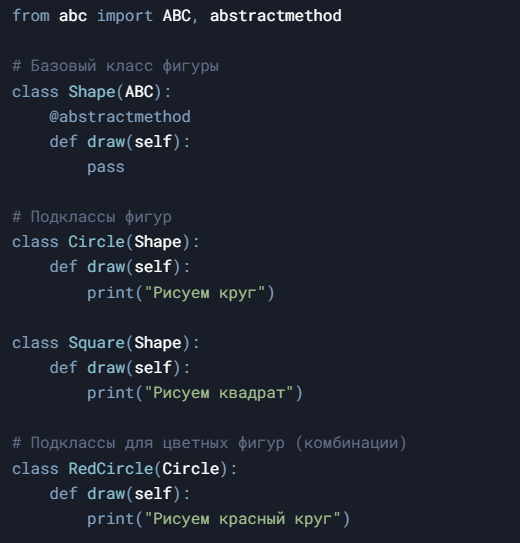 from abc import ABC, abstractmethod

# Базовый класс фигуры
class Shape(ABC):
    @abstractmethod
    def draw(self):
        pass

# Подклассы фигур
class Circle(Shape):
    def draw(self):
        print("Рисуем круг")

class Square(Shape):
    def draw(self):
        print("Рисуем квадрат")

# Подклассы для цветных фигур (комбинации)
class RedCircle(Circle):
    def draw(self):
        print("Рисуем красный круг")